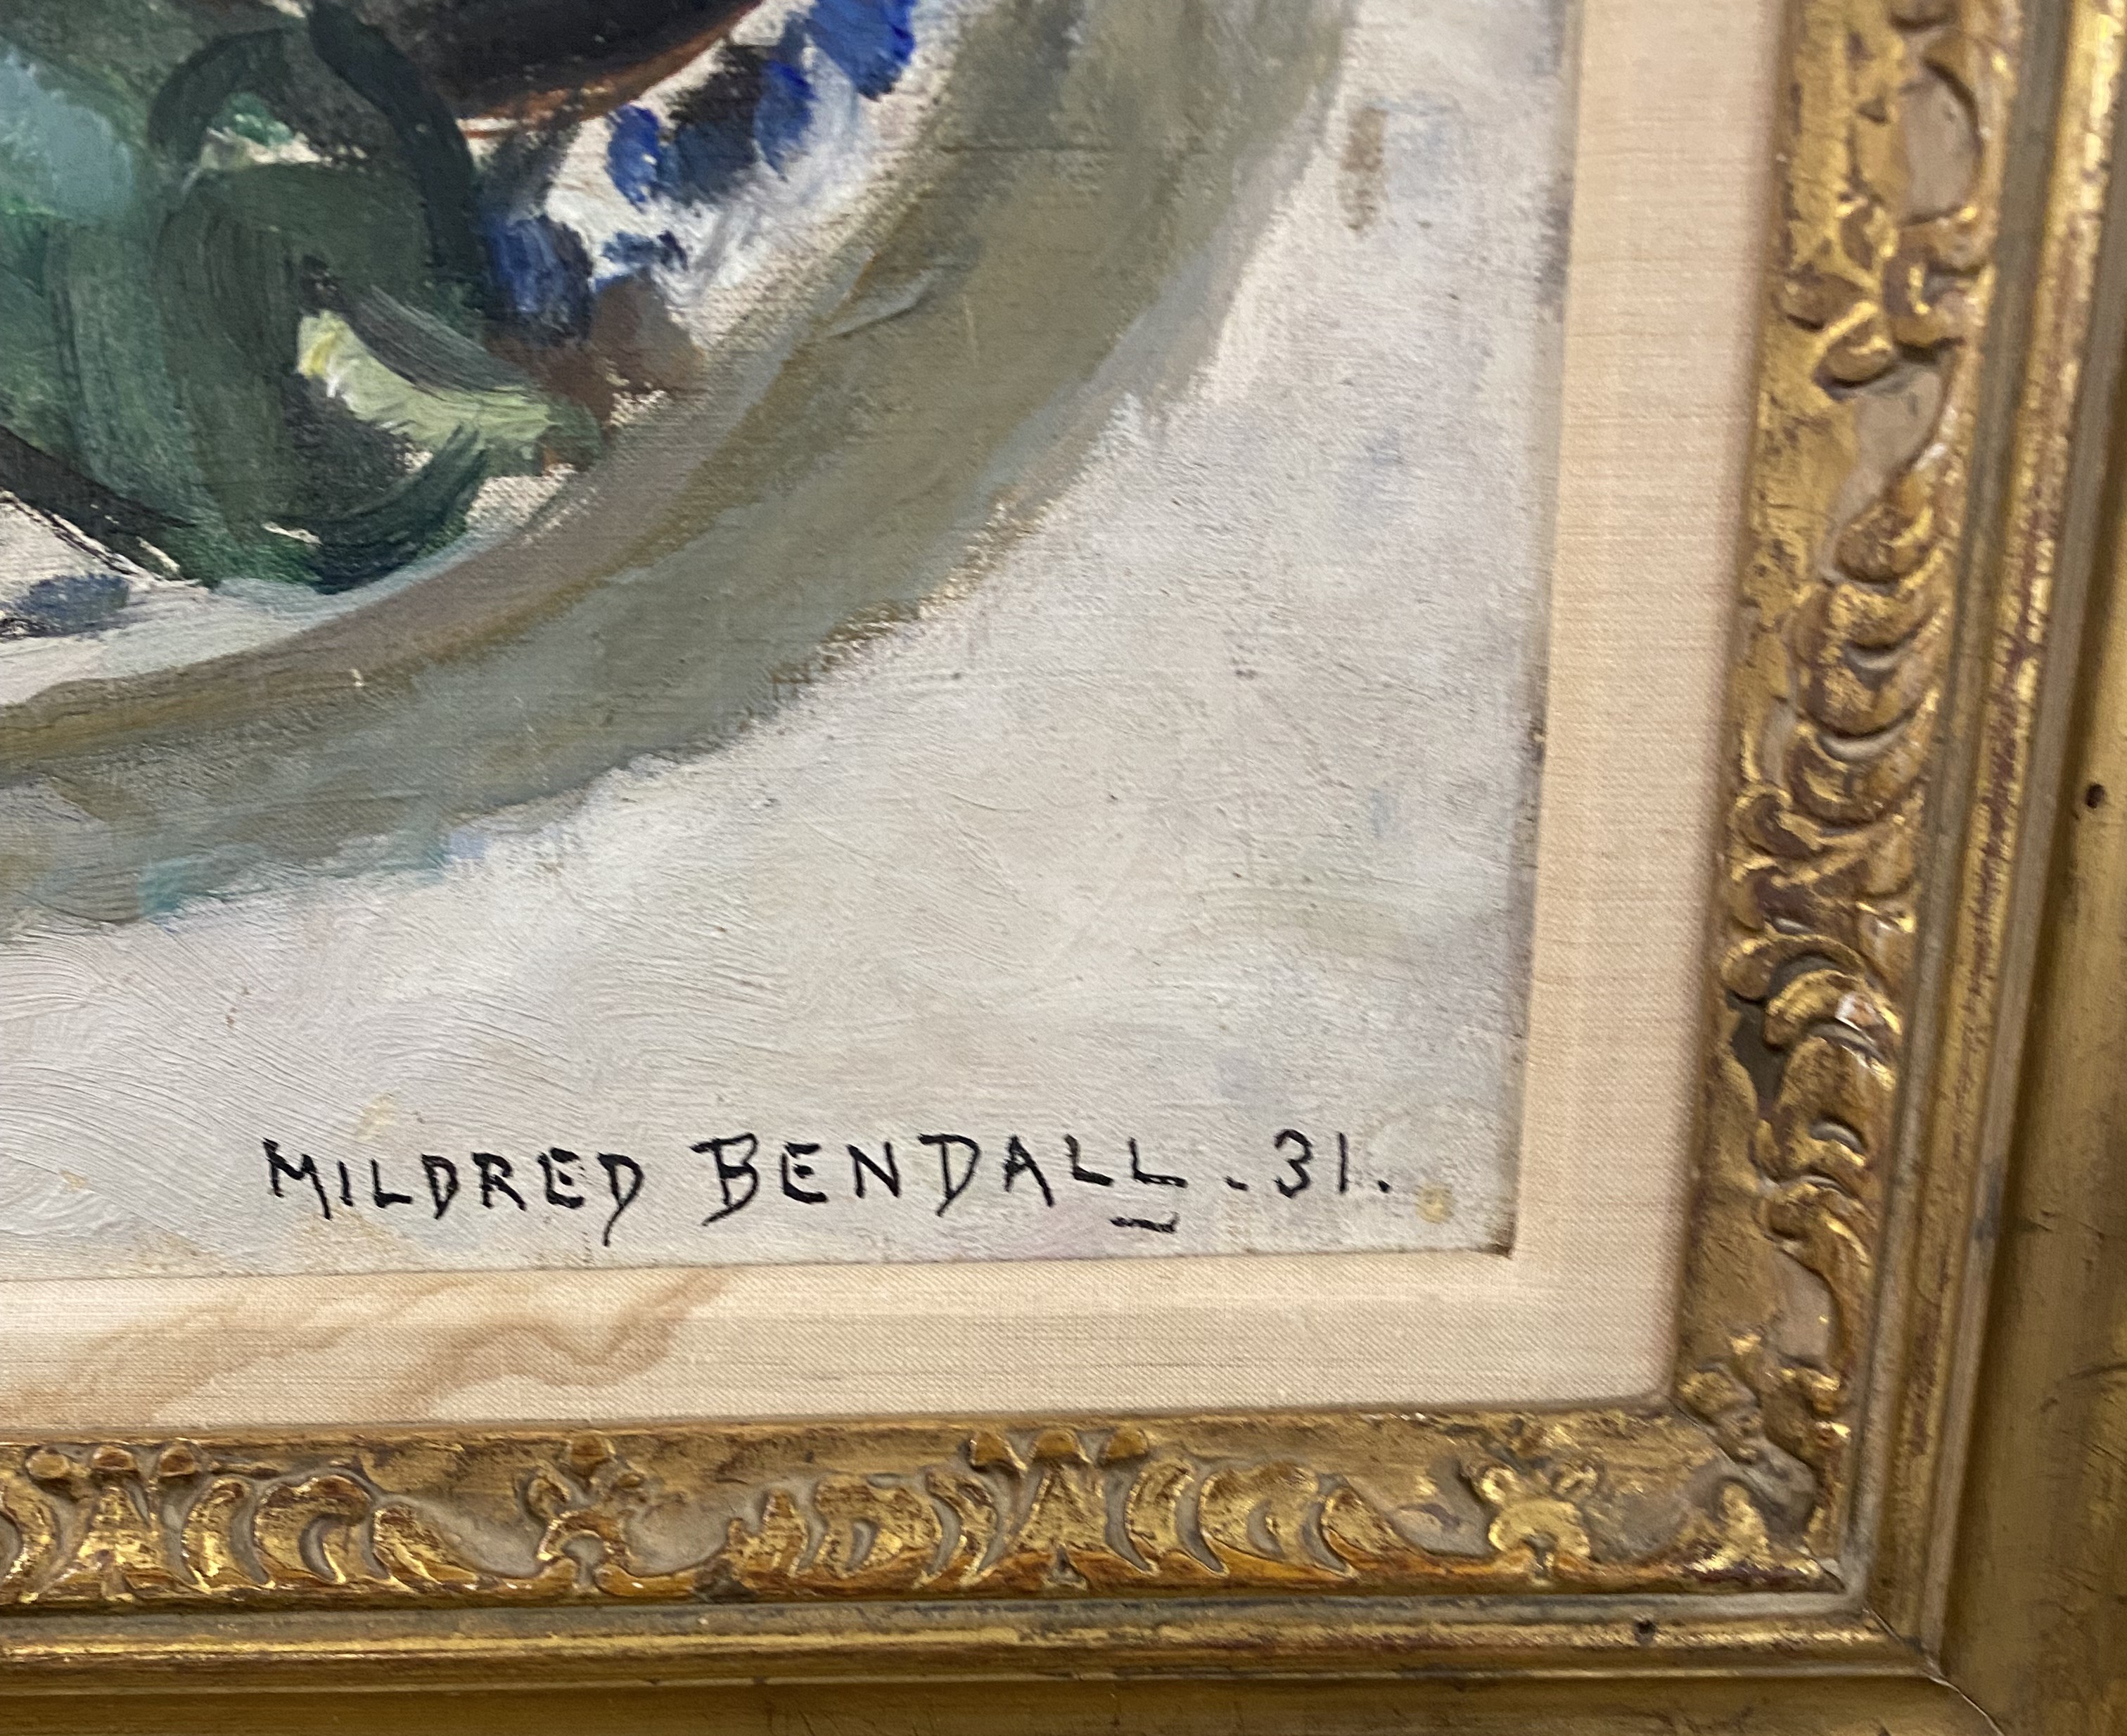 MILDRED BENDALL . 31.